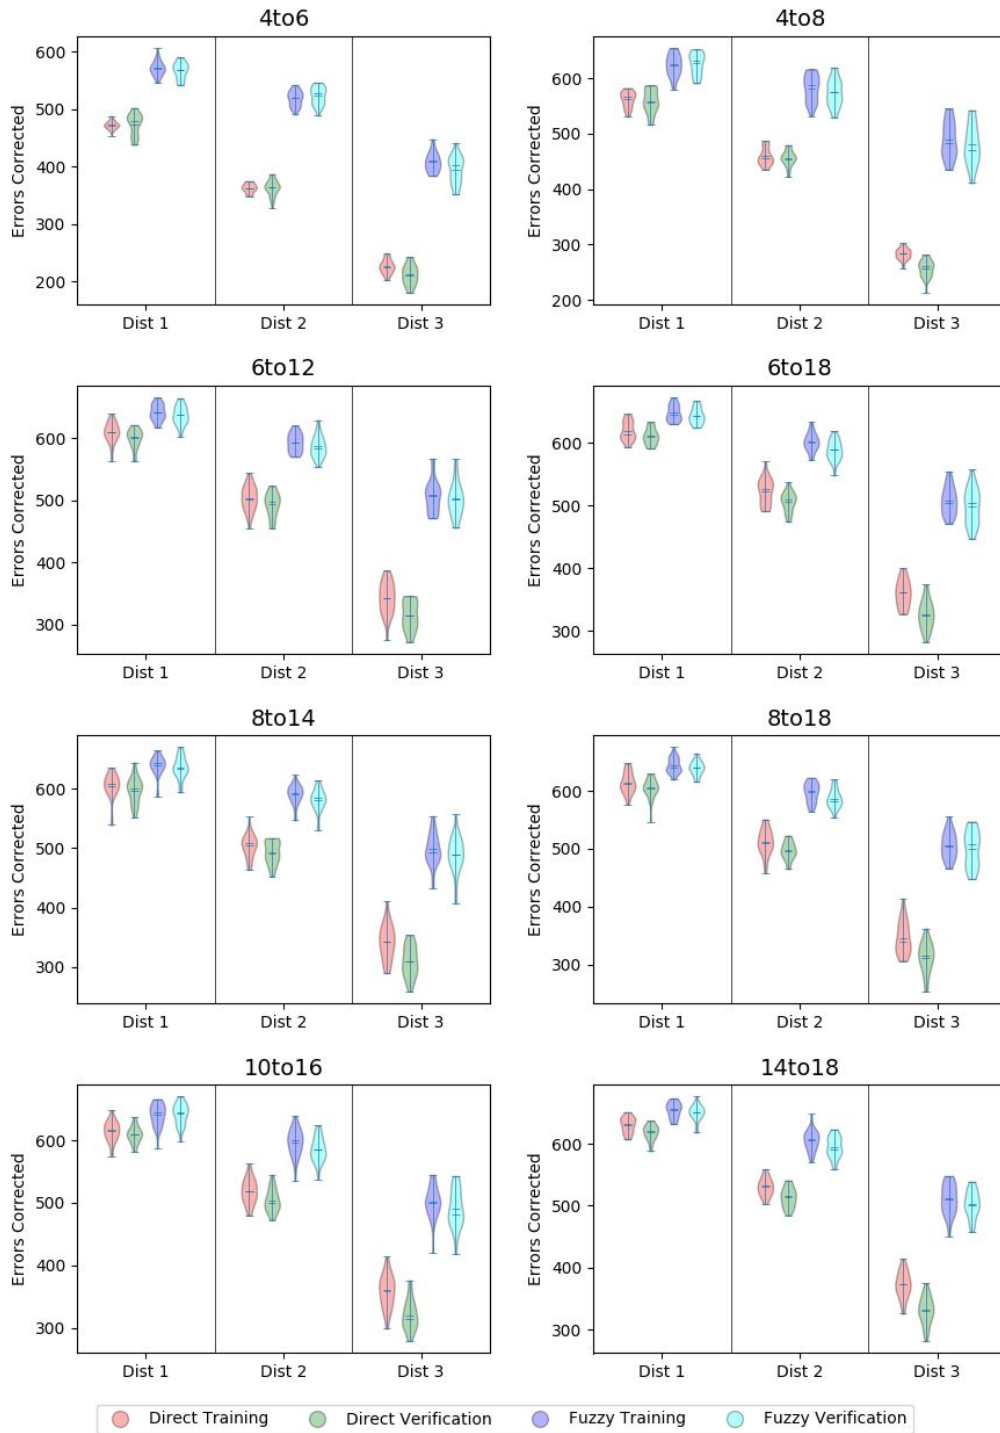 4to6
4to8
600
500
400
300
200
Errors Corrected
Dist 1
Dist 2
Dist 3
600
500
400
300
200
Errors Corrected
Dist 1
Dist 2
Dist 3
6to12
6to18
600
500
400
300
Errors Corrected
Dist 1
Dist 2
Dist 3
600
500
400
300
Errors Corrected
Dist 1
Dist 2
Dist 3
8to14
8to18
600
500
400
300
Errors Corrected
Dist 1
Dist 2
Dist 3
600
500
400
300
Errors Corrected
Dist 1
Dist 2
Dist 3
10to16
14to18
600
500
400
300
Errors Corrected
Dist 1
Dist 2
Dist 3
600
500
400
300
Errors Corrected
Dist 1
Dist 2
Dist 3
Direct Training
Direct Verification
Fuzzy Training
Fuzzy Verification